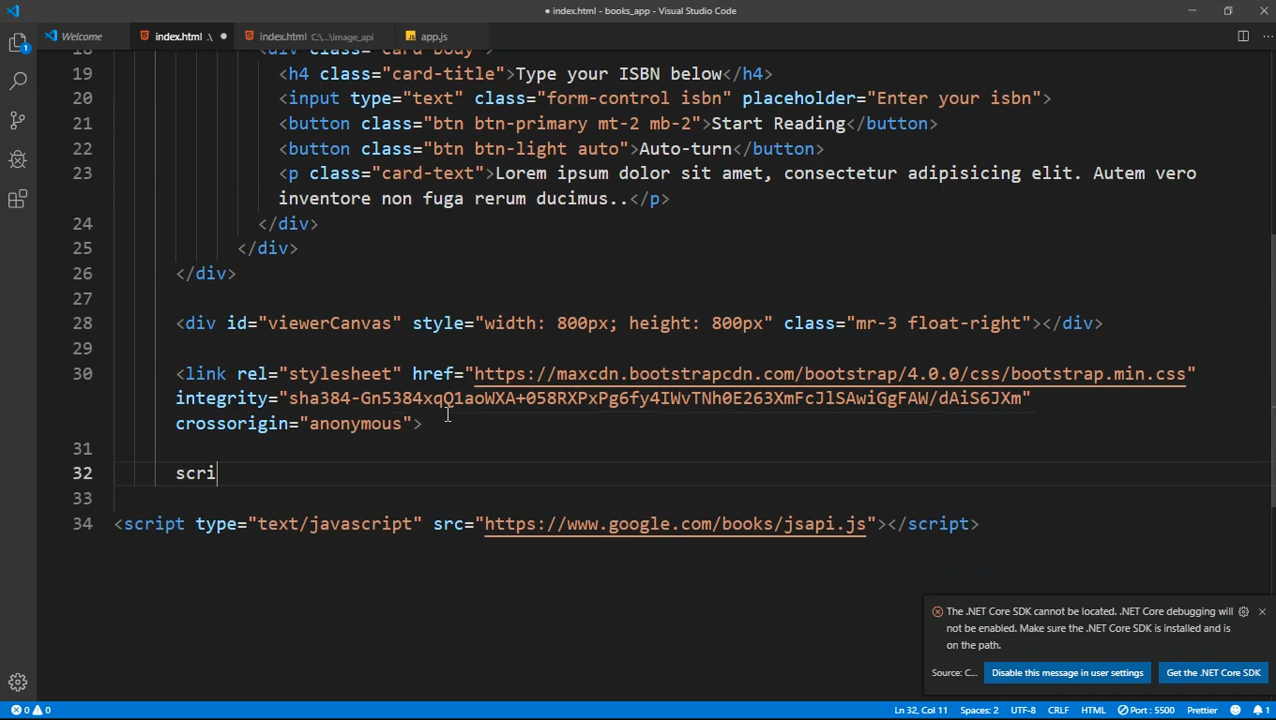 ● index.html - books_app - Visual Studio Code
Welcome index.html .\ ● index.html C:\...\image_api app.js
18 <div class="card-body">
19 <h4 class="card-title">Type your ISBN below</h4>
20 <input type="text" class="form-control isbn" placeholder="Enter your isbn">
21 <button class="btn btn-primary mt-2 mb-2">Start Reading</button>
22 <button class="btn btn-light auto">Auto-turn</button>
23 <p class="card-text">Lorem ipsum dolor sit amet, consectetur adipisicing elit. Autem vero
inventore non fuga rerum ducimus..</p>
24 </div>
25 </div>
26 </div>
27
28 <div id="viewerCanvas" style="width: 800px; height: 800px" class="mr-3 float-right"></div>
29
30 <link rel="stylesheet" href="https://maxcdn.bootstrapcdn.com/bootstrap/4.0.0/css/bootstrap.min.css"
integrity="sha384-Gn5384xqQ1aoWXA+058RXPxPg6fy4IWvTNh0E263XmFcJlSAwiGgFAW/dAiS6JXm"
crossorigin="anonymous">
31
32 scri
33
34 <script type="text/javascript" src="https://www.google.com/books/jsapi.js"></script>
The .NET Core SDK cannot be located. .NET Core debugging will
not be enabled. Make sure the .NET Core SDK is installed and is
on the path.
Source: C... Disable this message in user settings Get the .NET Core SDK
0 0 Ln 32, Col 11 Spaces: 2 UTF-8 CRLF HTML Port : 5500 Prettier 1